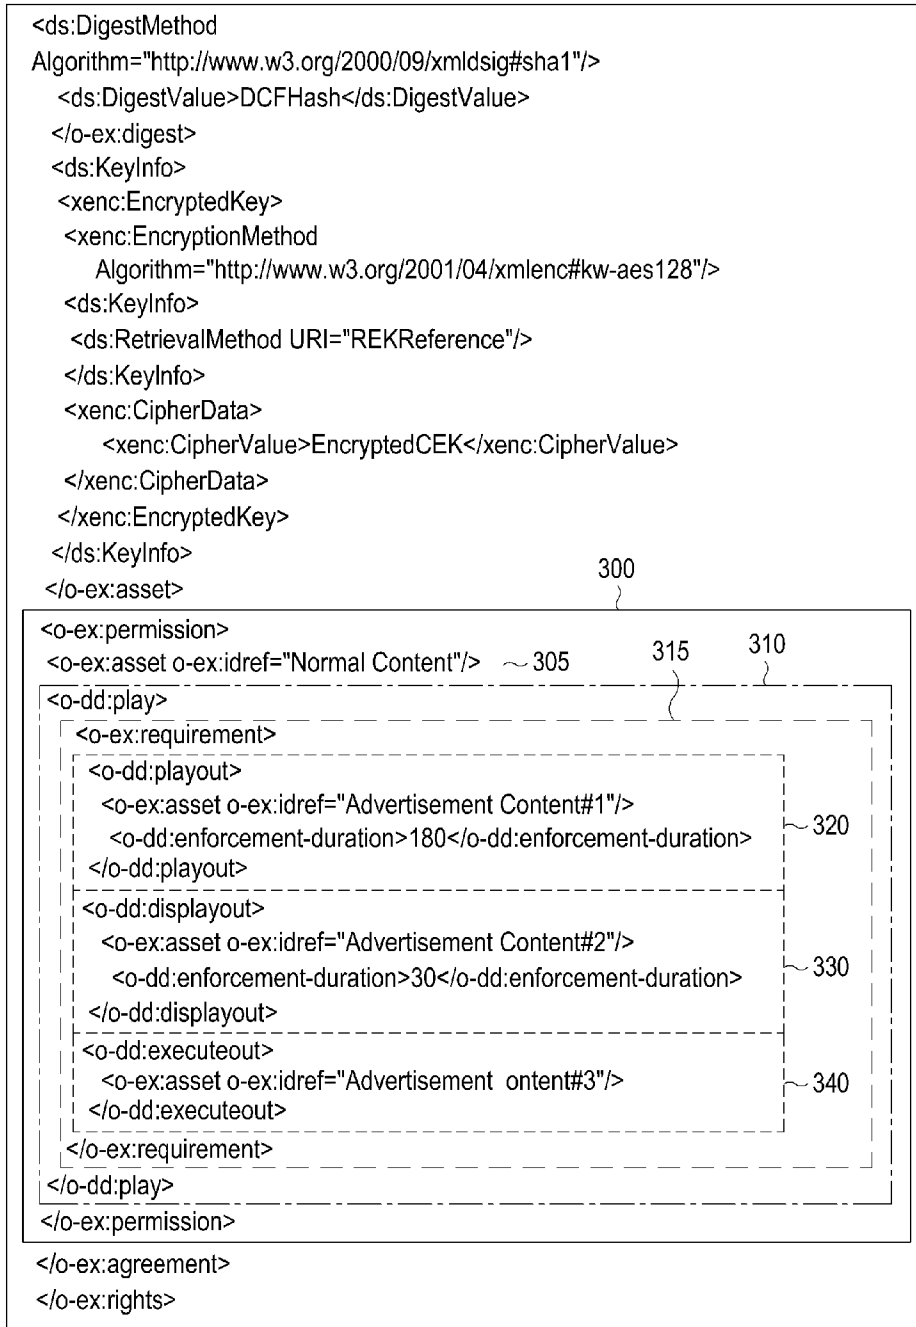 <ds:DigestMethod
Algorithm="http://www.w3.org/2000/09/xmldsig#sha1"/>
<ds:DigestValue>DCFHash</ds:DigestValue>
</o-ex:digest>
<ds:KeyInfo>
<xenc:EncryptedKey>
<xenc:EncryptionMethod
Algorithm="http://www.w3.org/2001/04/xmlenc#kw-aes128"/>
<ds:KeyInfo>
<ds:RetrievalMethod URI="REKReference"/>
</ds:KeyInfo>
<xenc:CipherData>
<xenc:CipherValue>EncryptedCEK</xenc:CipherValue>
</xenc:CipherData>
</xenc:EncryptedKey>
</ds:KeyInfo>
</o-ex:asset>
300
<o-ex:permission>
<o-ex:asset o-ex:idref="Normal Content"/> 305 315 310
<o-dd:play>
<o-ex:requirement>
<o-dd:playout>
<o-ex:asset o-ex:idref="Advertisement Content#1"/>
<o-dd:enforcement-duration>180</o-dd:enforcement-duration> 320
</o-dd:playout>
<o-dd:displayout>
<o-ex:asset o-ex:idref="Advertisement Content#2"/>
<o-dd:enforcement-duration>30</o-dd:enforcement-duration> 330
</o-dd:displayout>
<o-dd:executeout>
<o-ex:asset o-ex:idref="Advertisement ontent#3"/> 340
</o-dd:executeout>
</o-ex:requirement>
</o-dd:play>
</o-ex:permission>
</o-ex:agreement>
</o-ex:rights>